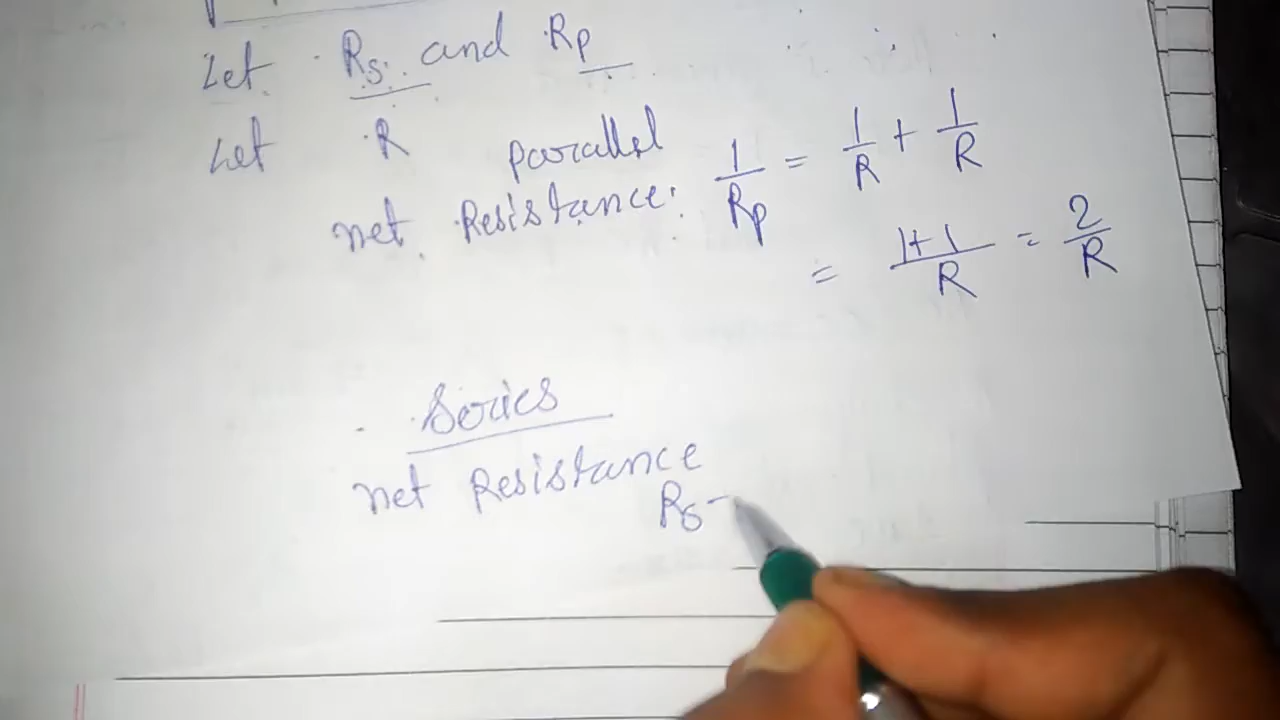 Let Rs and Rp
Let R parallel
net Resistance: 1/Rp = 1/R + 1/R
= 1+1/R = 2/R
Series
net Resistance
Rs -